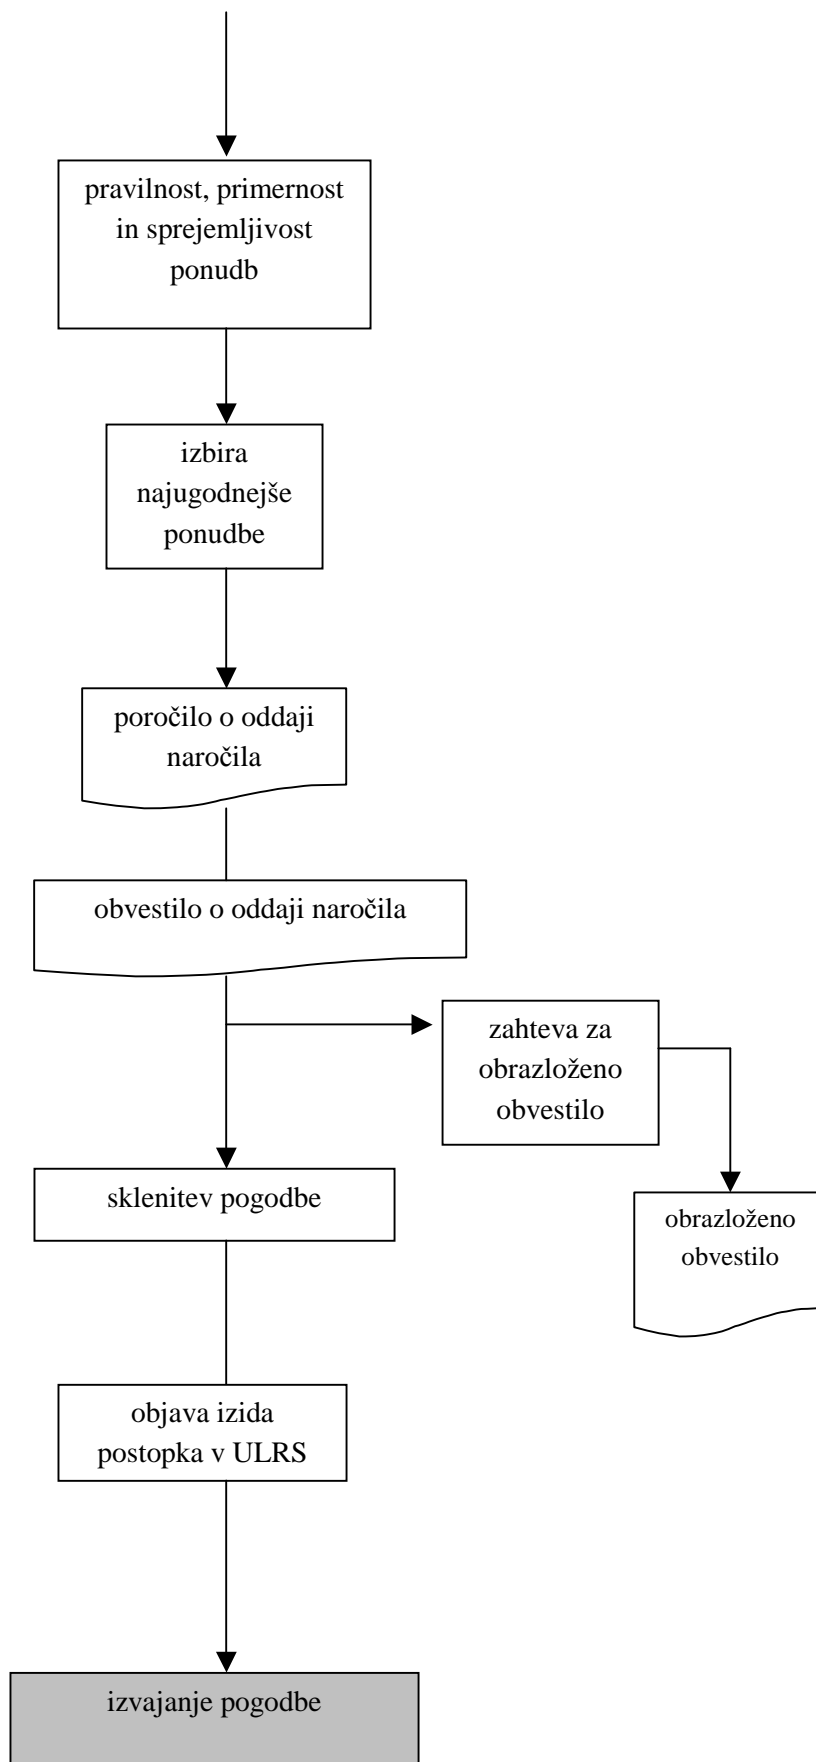 pravilnost, primernost
in sprejemljivost
ponudb
izbira
najugodnejše
ponudbe
poročilo o oddaji
naročila
obvestilo o oddaji naročila
zahteva za
obrazloženo
obvestilo
sklenitev pogodbe
obrazloženo
obvestilo
objava izida
postopka v ULRS
izvajanje pogodbe